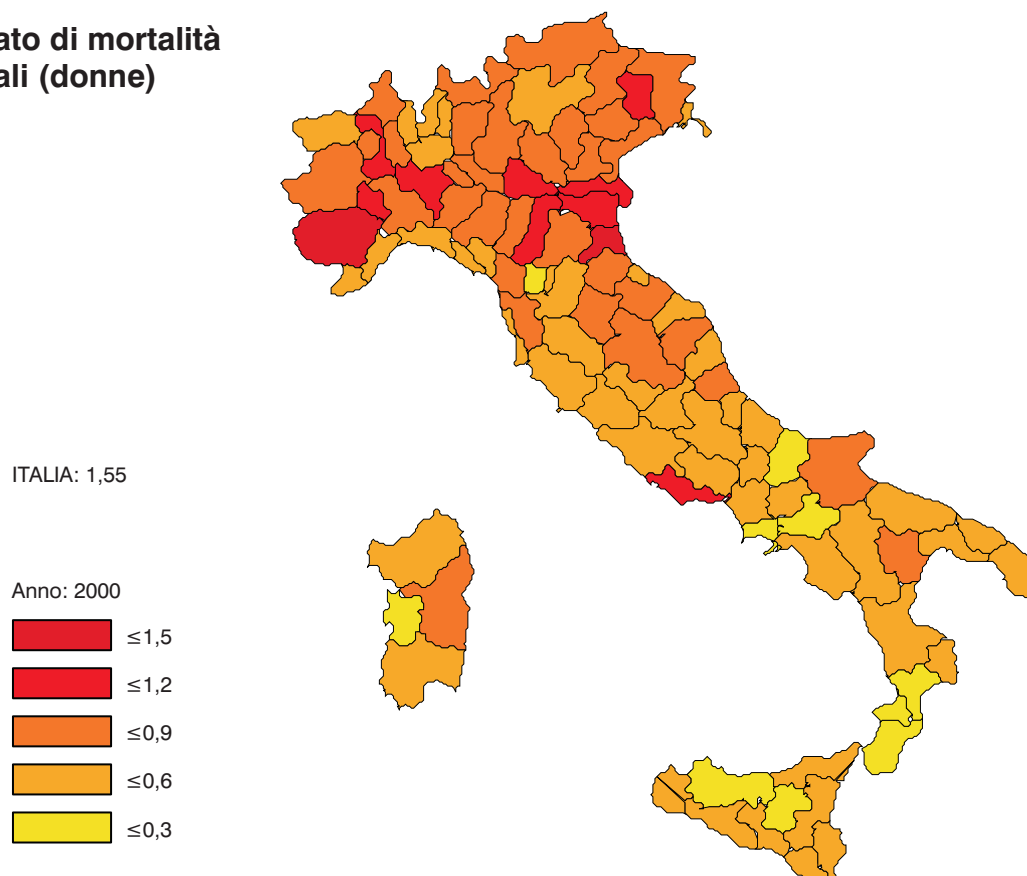 ato di mortalità
ali (donne)
ITALIA: 1,55
Anno: 2000
≤1,5
≤1,2
≤0,9
≤0,6
≤0,3